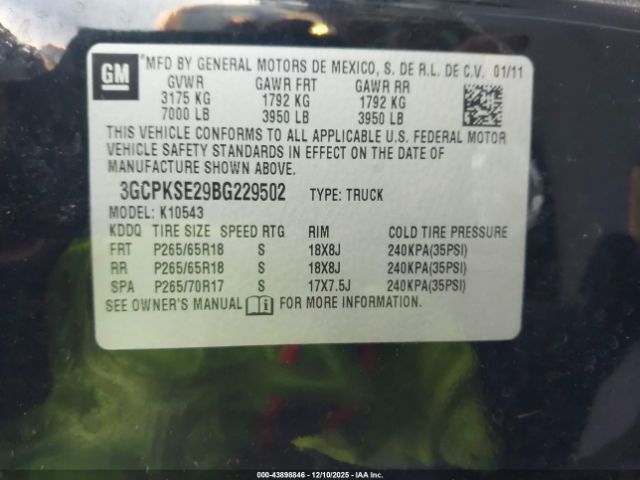 GM
*MFD BY GENERAL MOTORS DE MEXICO, S. DE R.L. DE C.V. 01/11
GVWR GAWR FRT GAWR RR
3175 KG 1792 KG 1792 KG
7000 LB 3950 LB 3950 LB
THIS VEHICLE CONFORMS TO ALL APPLICABLE U.S. FEDERAL MOTOR
VEHICLE SAFETY STANDARDS IN EFFECT ON THE DATE OF
MANUFACTURE SHOWN ABOVE.
3GCPKSE29BG229502 TYPE: TRUCK
MODEL: K10543
KDDQ TIRE SIZE SPEED RTG RIM COLD TIRE PRESSURE
FRT P265/65R18 S 18X8J 240KPA(35PSI)
RR P265/65R18 S 18X8J 240KPA(35PSI)
SPA P265/70R17 S 17X7.5J 240KPA(35PSI)
SEE OWNER'S MANUAL FOR MORE INFORMATION.
000-43898846 - 12/10/2025 - IAAI, Inc.